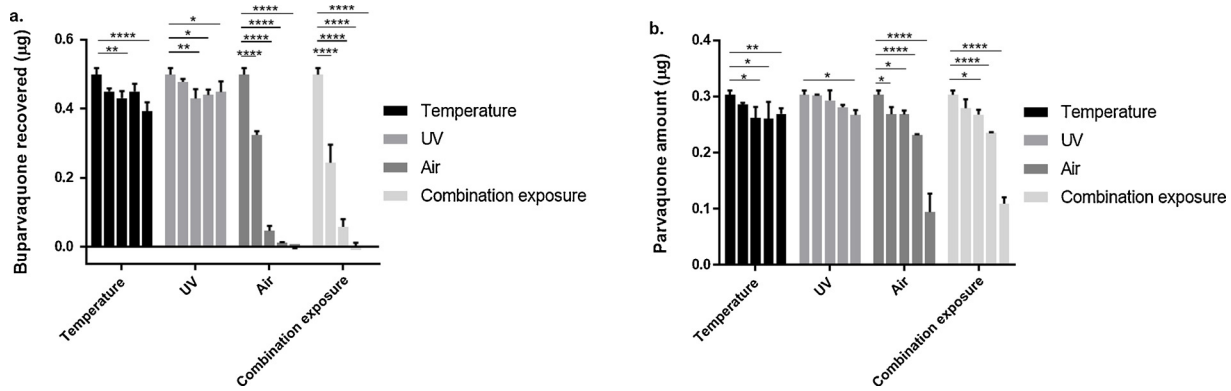 a.
Buparvaquone recovered (µg)
0.6
0.4
0.2
0.0
****
**
*
*
**
****
****
****
****
****
****
****
****
Temperature
UV
Air
Combination exposure
Temperature
UV
Air
Combination exposure
b.
Parvaquone amount (µg)
0.4
0.3
0.2
0.1
0.0
**
*
*
*
****
****
*
*
****
****
*
Temperature
UV
Air
Combination exposure
Temperature
UV
Air
Combination exposure